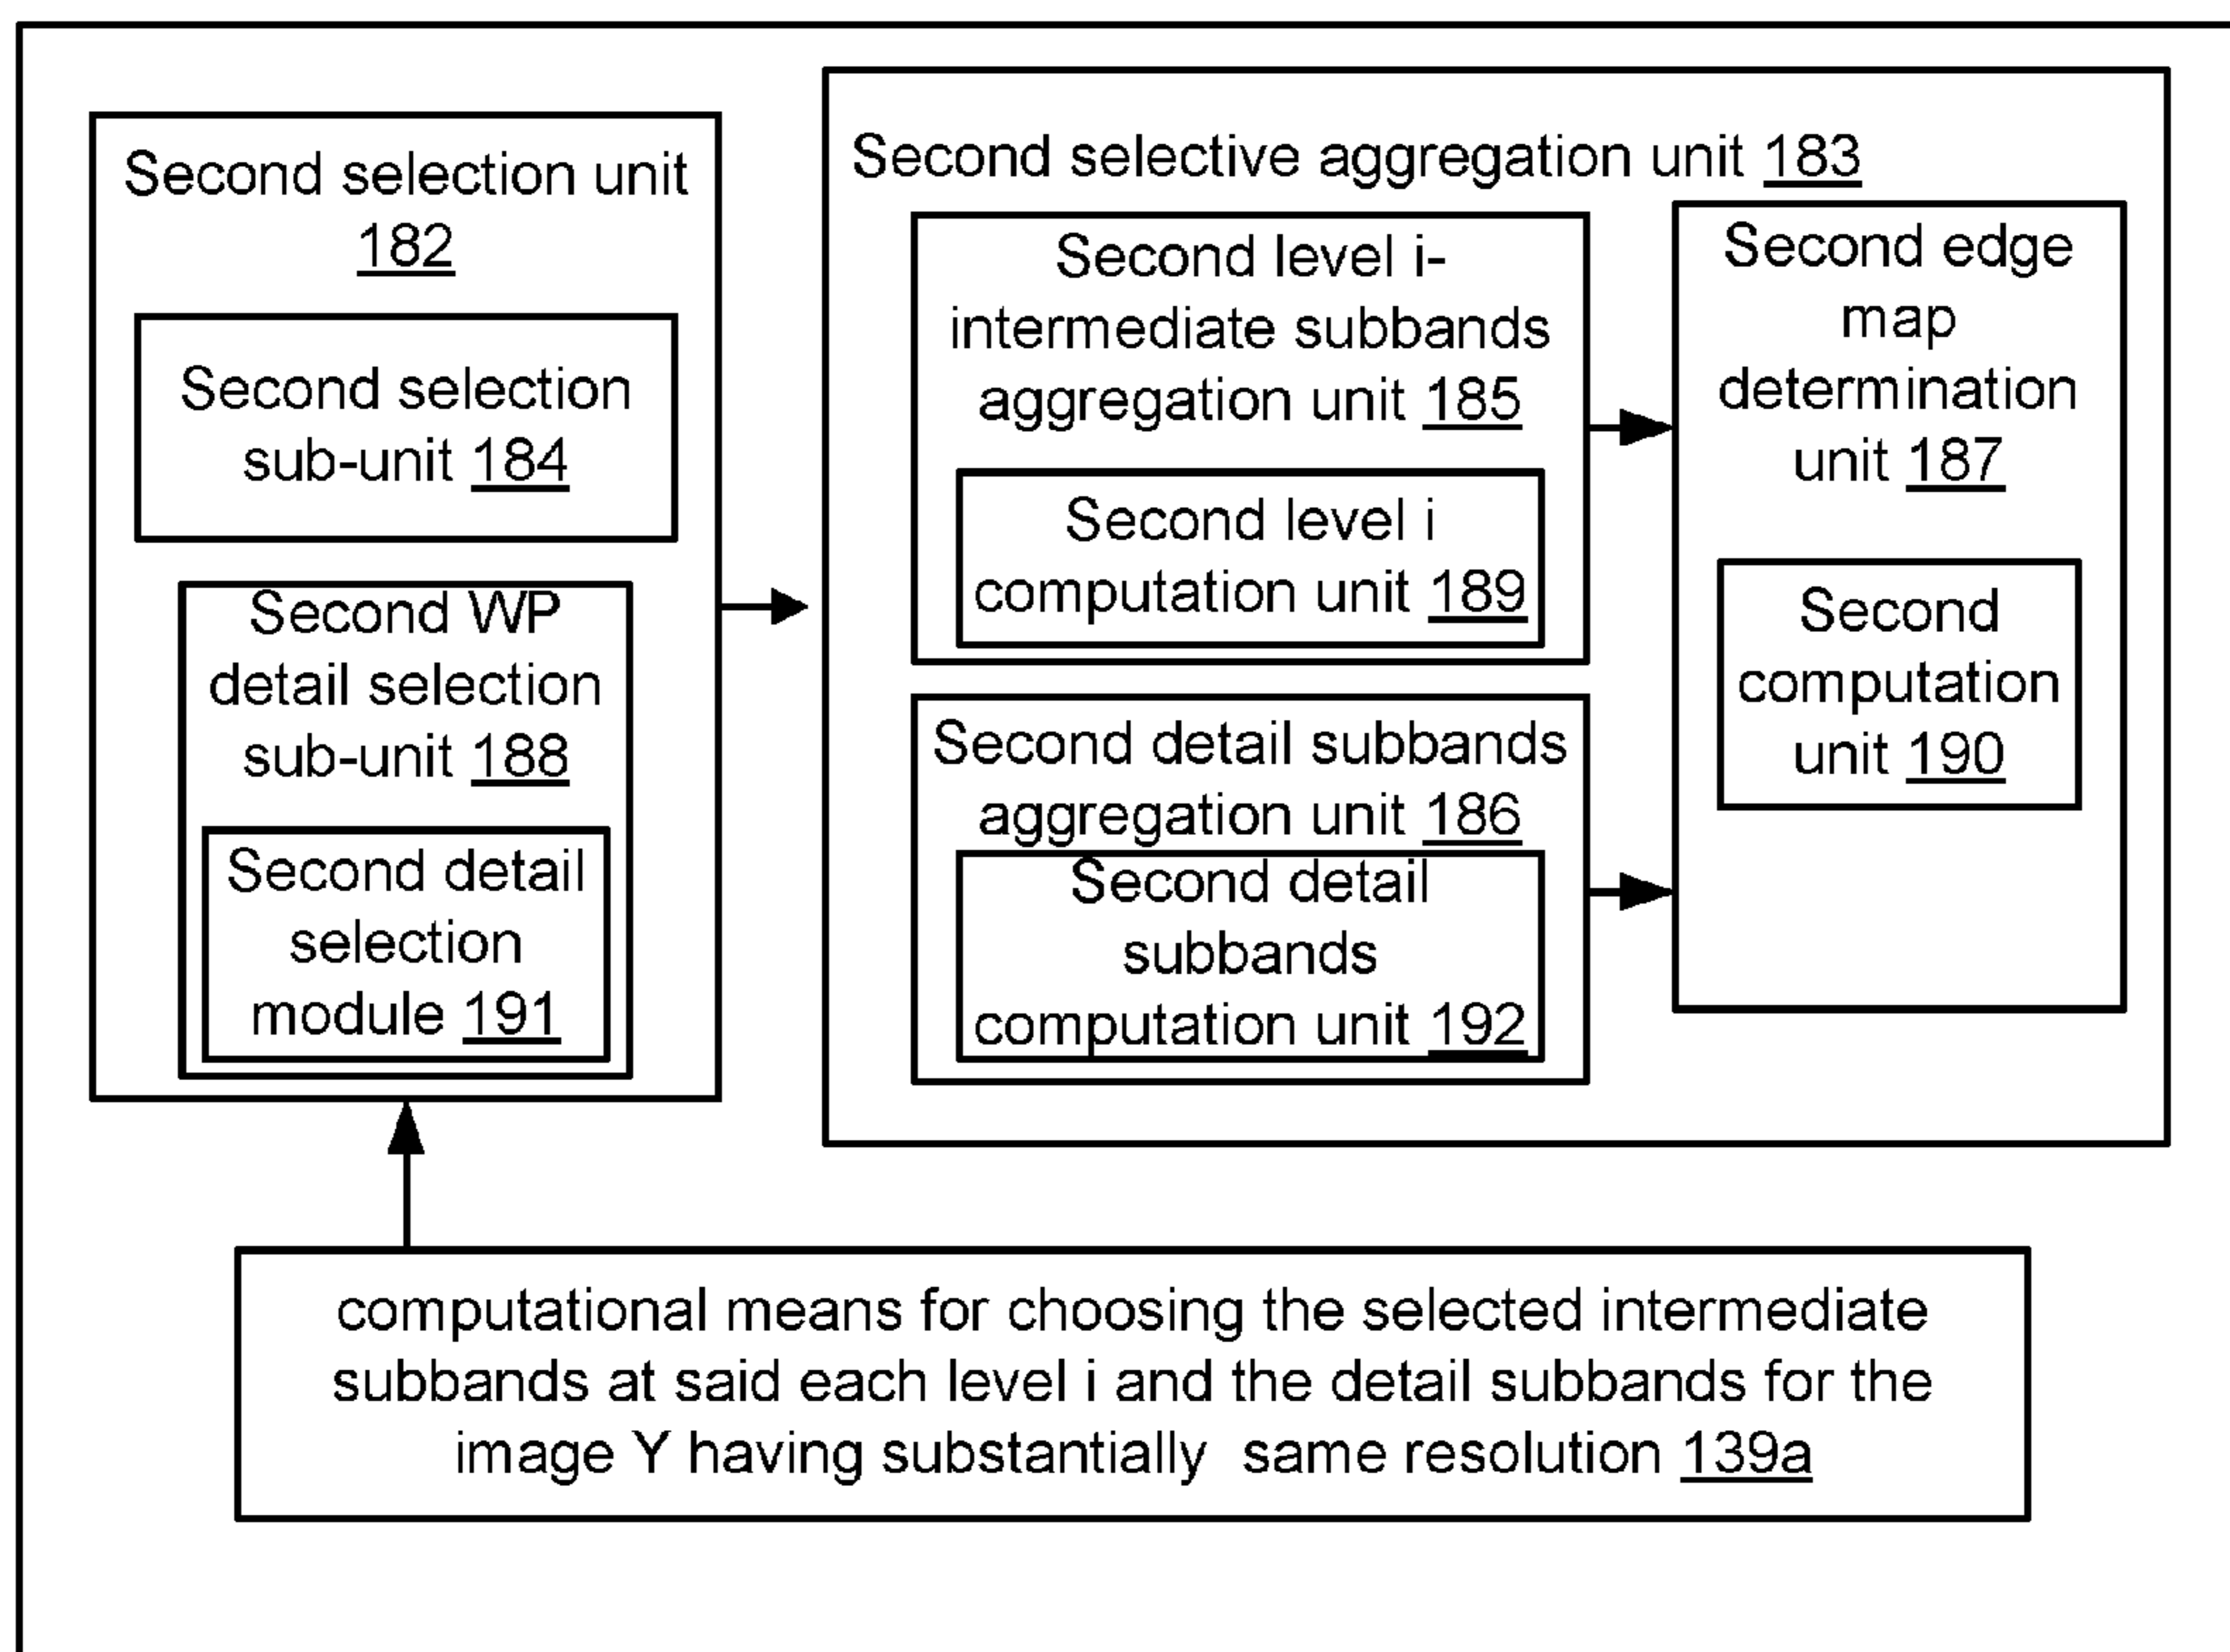 Second selection unit
182
Second selection
sub-unit 184
Second WP
detail selection
sub-unit 188
Second detail
selection
module 191
Second selective aggregation unit 183
Second level i-
intermediate subbands
aggregation unit 185
Second level i
computation unit 189
Second detail subbands
aggregation unit 186
Second detail
subbands
computation unit 192
Second edge
map
determination
unit 187
Second
computation
unit 190
computational means for choosing the selected intermediate
subbands at said each level i and the detail subbands for the
image Y having substantially same resolution 139a